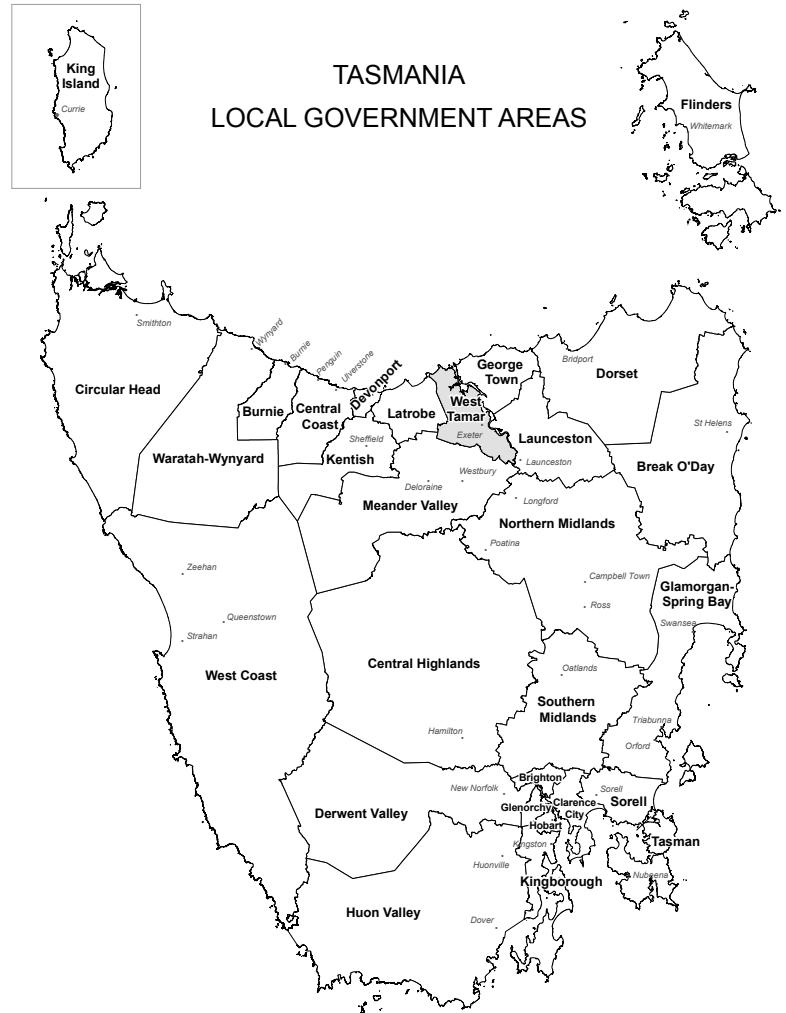 TASMANIA
LOCAL GOVERNMENT AREAS
King
Island
Currie
Flinders
Whitemark
Smithton
Wynyard
Burnie
Penguin
Ulverstone
Devonport
George
Town
Bridport
Dorset
Circular Head
Burnie
Central
Coast
Latrobe
West
Tamar
Exeter
Launceston
Launceston
St Helens
Break O'Day
Waratah-Wynyard
Sheffield
Kentish
Deloraine
Westbury
Meander Valley
Longford
Northern Midlands
Poatina
Campbell Town
Ross
Glamorgan-
Spring Bay
Swansea
Zeehan
Queenstown
Strahan
West Coast
Central Highlands
Hamilton
Oatlands
Southern
Midlands
Triabunna
Orford
Brighton
New Norfolk
Glenorchy
Clarence
City
Sorell
Sorell
Derwent Valley
Hobart
Kingston
Tasman
Huonville
Kingborough
Nubeena
Huon Valley
Dover